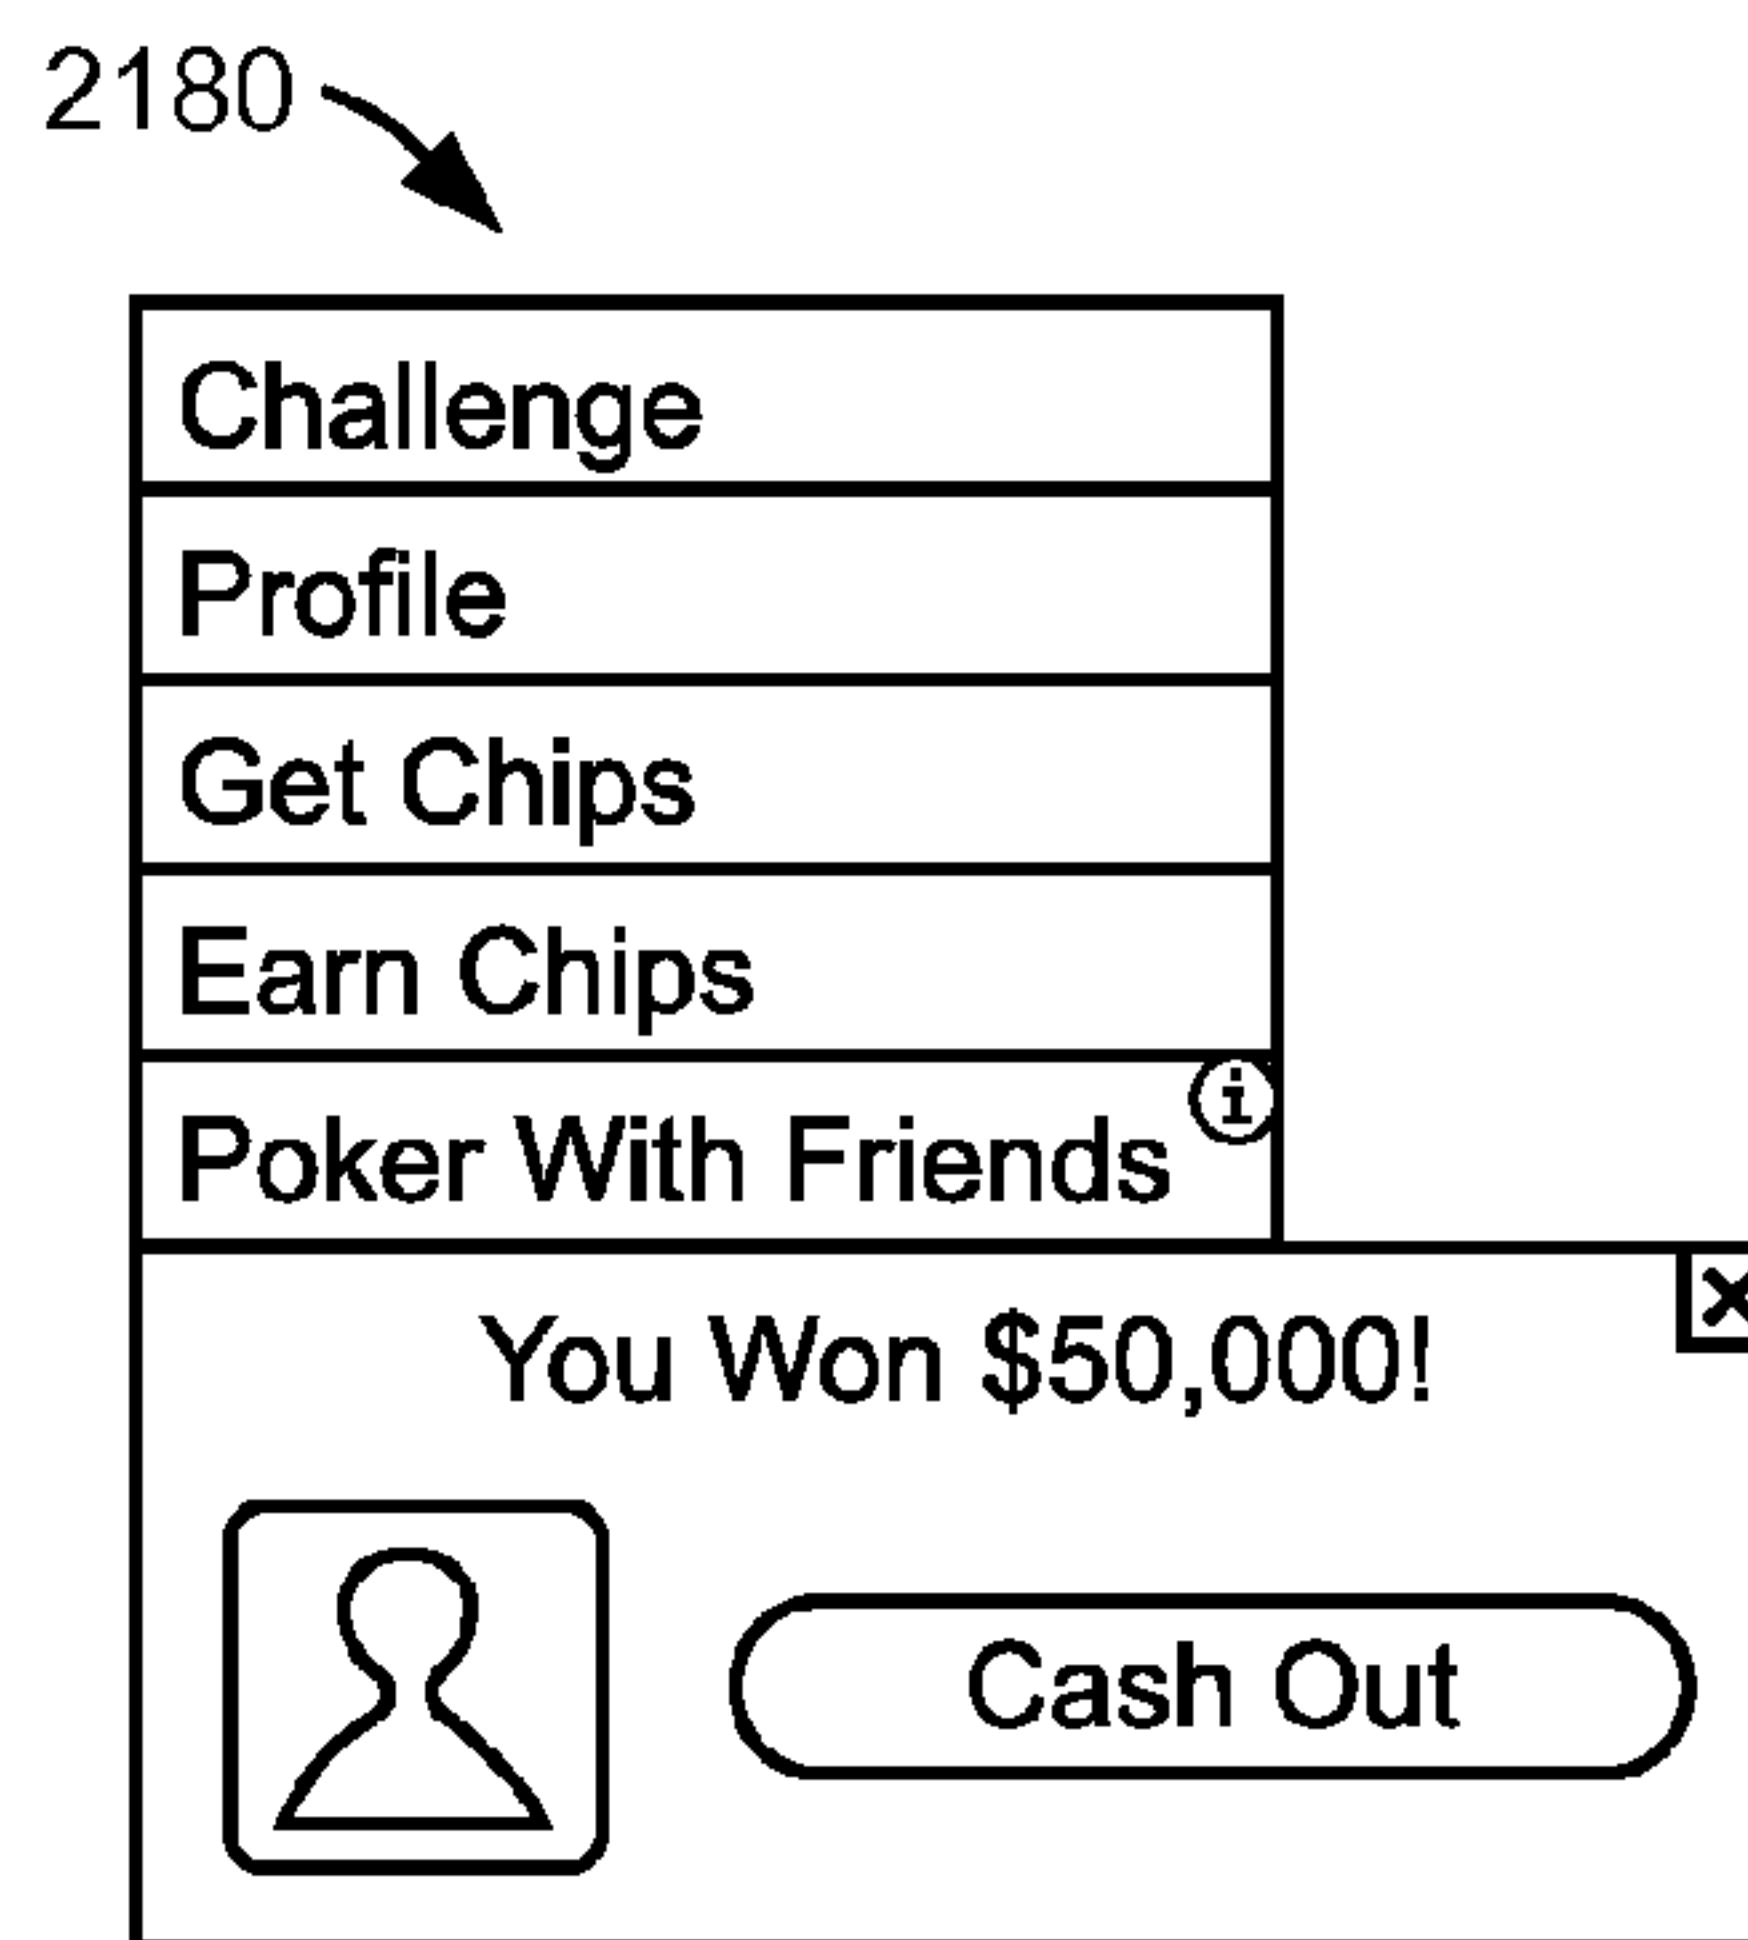 2180
Challenge
Profile
Get Chips
Earn Chips
i
Poker With Friends
You Won $50,000!
Cash Out